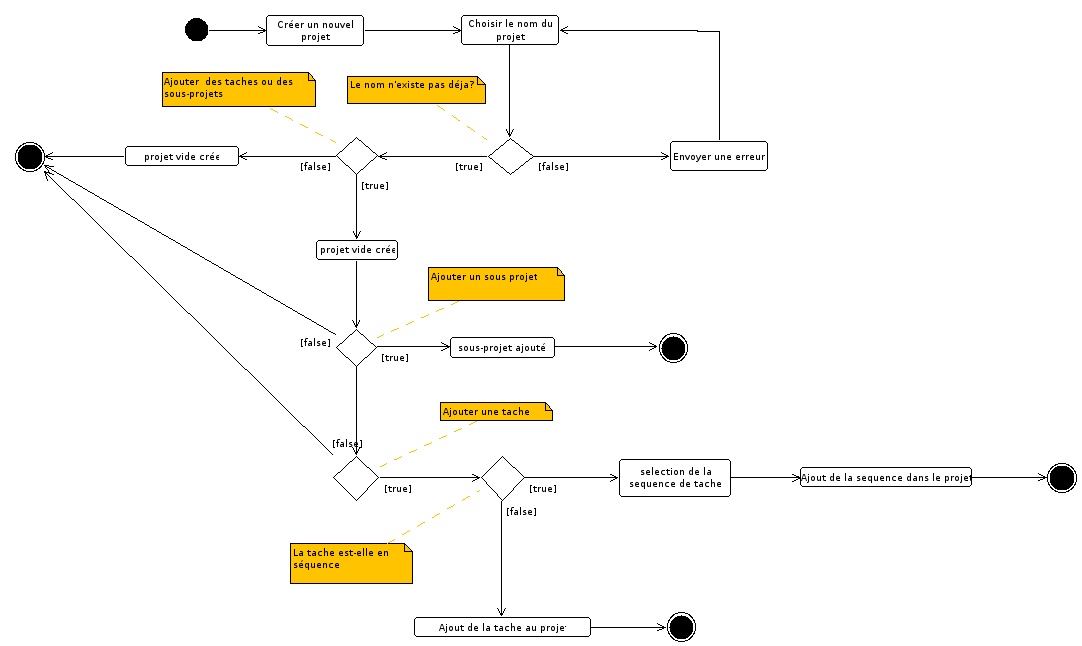 Créer un nouvel
projet
Choisir le nom du
projet
Ajouter des taches ou des
sous-projets
Le nom n'existe pas déja?
projet vide crée
[false]
[true]
[true]
[false]
Envoyer une erreur
projet vide crée
Ajouter un sous projet
[false]
[true]
sous-projet ajouté
Ajouter une tache
[false]
[true]
[true]
[false]
selection de la
sequence de tache
Ajout de la sequence dans le projet
La tache est-elle en
séquence
Ajout de la tache au projet